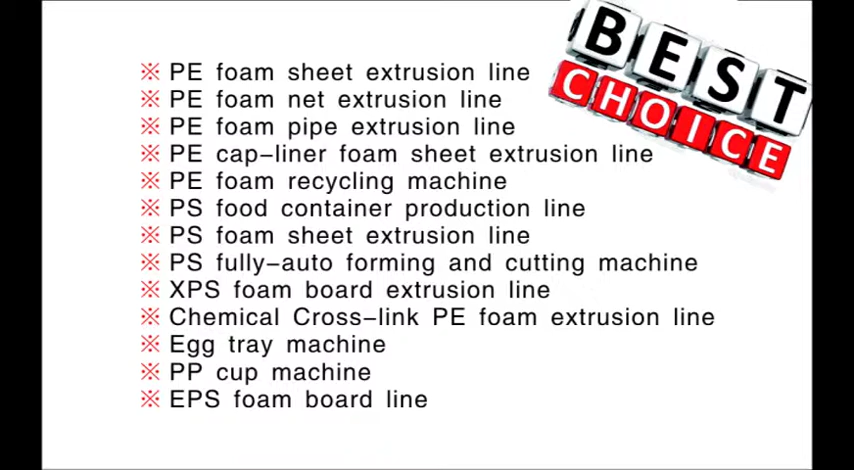 BEST
CHOICE
※ PE foam sheet extrusion line
※ PE foam net extrusion line
※ PE foam pipe extrusion line
※ PE cap-liner foam sheet extrusion line
※ PE foam recycling machine
※ PS food container production line
※ PS foam sheet extrusion line
※ PS fully-auto forming and cutting machine
※ XPS foam board extrusion line
※ Chemical Cross-link PE foam extrusion line
※ Egg tray machine
※ PP cup machine
※ EPS foam board line